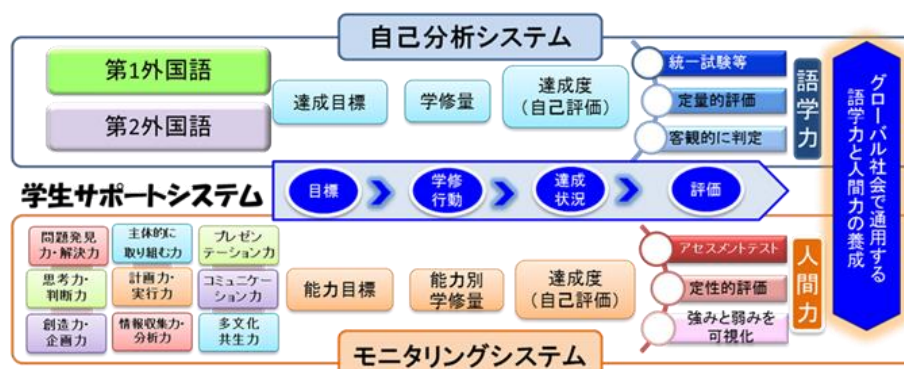 自己分析システム
第1外国語
第2外国語
達成目標
学修量
達成度
(自己評価)
統一試験等
定量的評価
客観的に判定
語学力
学生サポートシステム
目標
学修
行動
達成
状況
評価
問題発見
力・解決力
主体的に
取り組む力
プレゼン
テーション力
思考力・
判断力
計画力・
実行力
コミュニケー
ション力
創造力・
企画力
情報収集力・
分析力
多文化
共生力
能力目標
能力別
学修量
達成度
(自己評価)
アセスメントテスト
定性的評価
強みと弱みを
可視化
人間力
モニタリングシステム
グローバル社会で通用する
語学力と人間力の養成